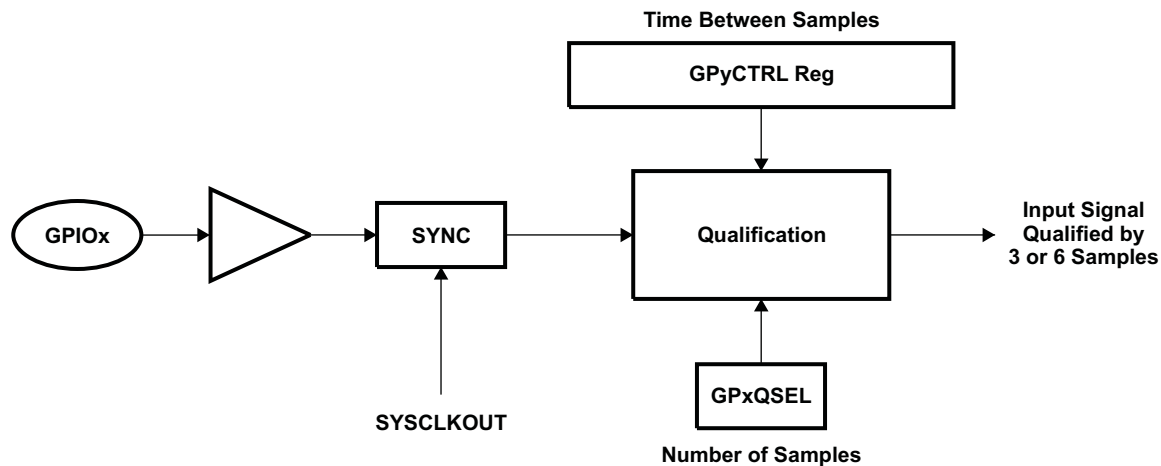 Time Between Samples
GPyCTRL Reg
GPIOx
SYNC
Qualification
Input Signal
Qualified by
3 or 6 Samples
GPxQSEL
SYSCLKOUT
Number of Samples